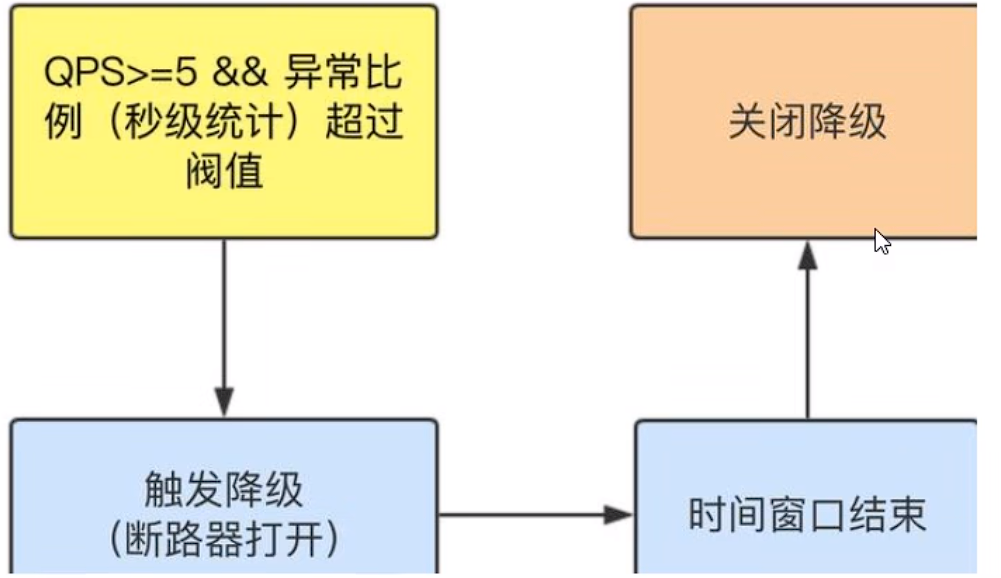 QPS>=5 && 异常比
例（秒级统计）超过
阀值
关闭降级
触发降级
(断路器打开)
时间窗口结束